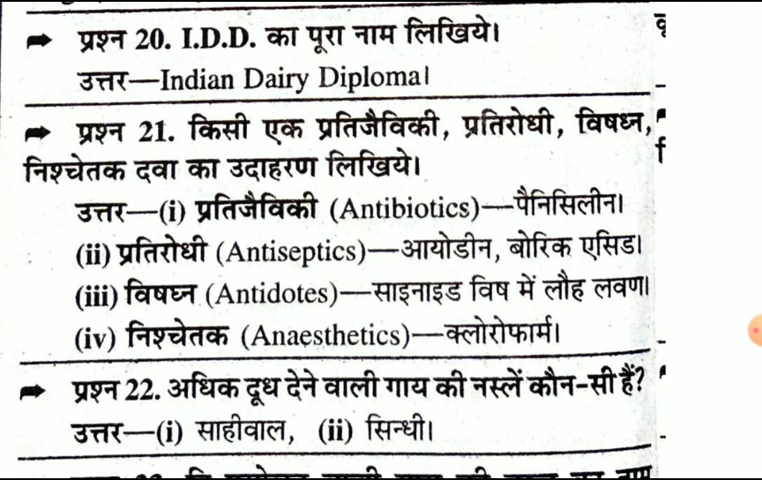 ➡ प्रश्न 20. I.D.D. का पूरा नाम लिखिये।
उत्तर—Indian Dairy Diploma।
➡ प्रश्न 21. किसी एक प्रतिजैविकी, प्रतिरोधी, विषध्न,
निश्चेतक दवा का उदाहरण लिखिये।
उत्तर—(i) प्रतिजैविकी (Antibiotics)—पैनिसिलीन।
(ii) प्रतिरोधी (Antiseptics)—आयोडीन, बोरिक एसिड।
(iii) विषघ्न (Antidotes)—साइनाइड विष में लौह लवण।
(iv) निश्चेतक (Anaesthetics)—क्लोरोफार्म।
➡ प्रश्न 22. अधिक दूध देने वाली गाय की नस्लें कौन-सी हैं?
उत्तर—(i) साहीवाल, (ii) सिन्धी।